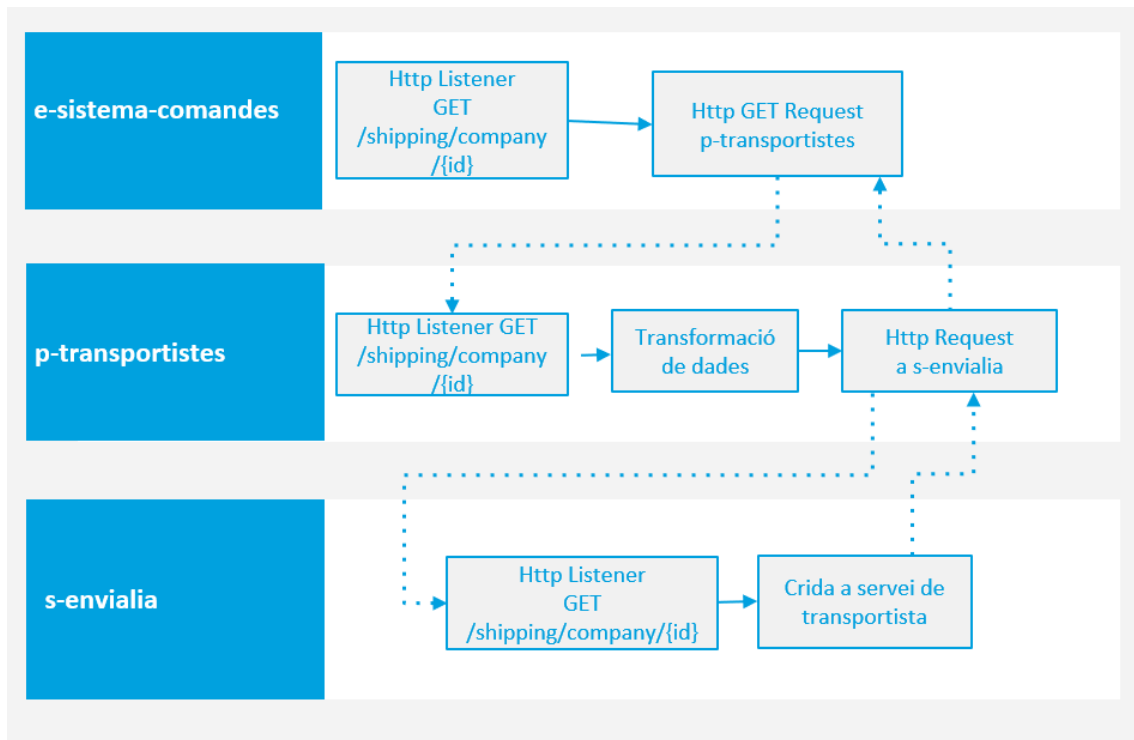 e-sistema-comandes
Http Listener
GET
/shipping/company
/{id}
Http GET Request
p-transportistes
p-transportistes
Http Listener GET
/shipping/company
/{id}
Transformació
de dades
Http Request
a s-envialia
s-envialia
Http Listener
GET
/shipping/company/{id}
Crida a servei de
transportista